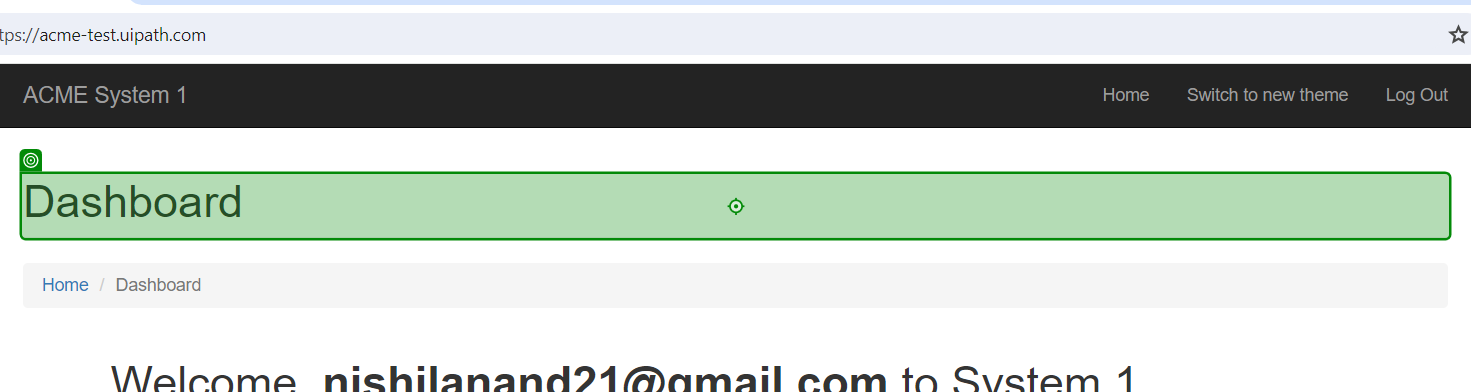 tps://acme-test.uipath.com
ACME System 1 Home Switch to new theme Log Out
Dashboard
Home / Dashboard
Welcome, nishilanand21@gmail.com to System 1